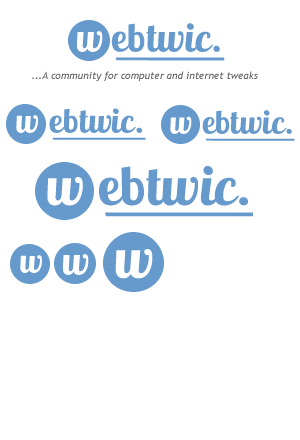 webtwic.
...A community for computer and internet tweaks
webtwic. webtwic.
webtwic.
w w w